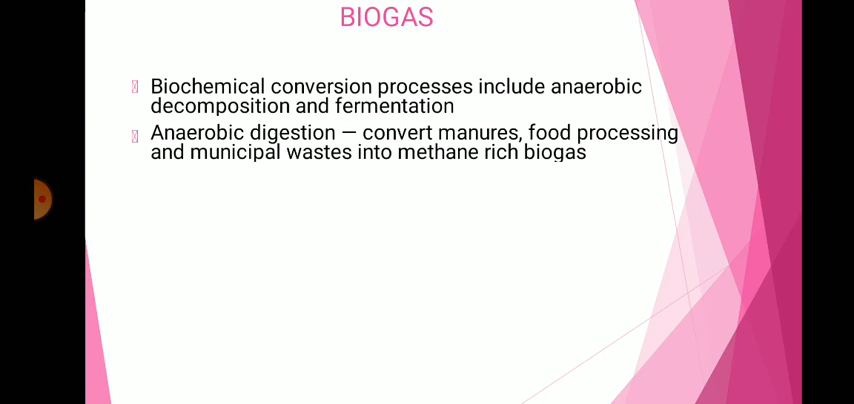 BIOGAS
Biochemical conversion processes include anaerobic
decomposition and fermentation
Anaerobic digestion — convert manures, food processing
and municipal wastes into methane rich biogas